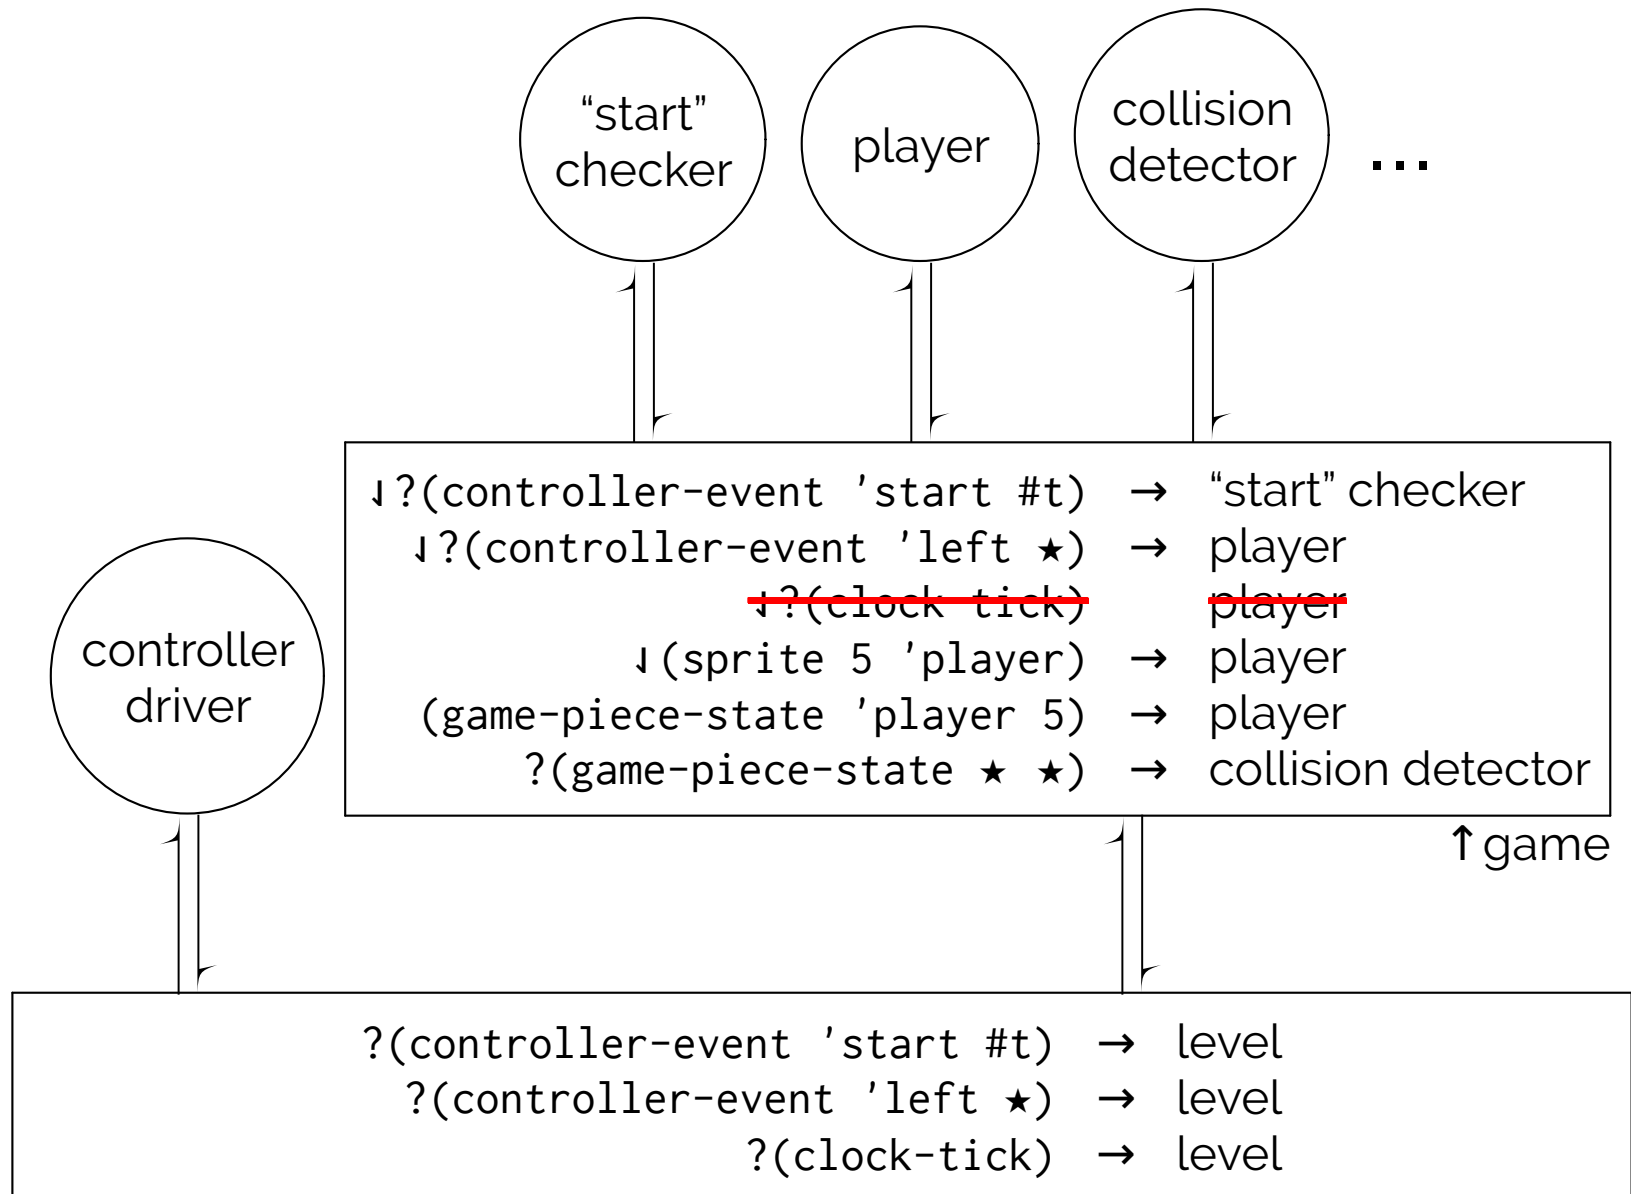 “start”
checker
player
collision
detector
...
⇃?(controller-event 'start #t) → “start” checker
⇃?(controller-event 'left ★) → player
⇃?(clock-tick) player
⇃(sprite 5 'player) → player
(game-piece-state 'player 5) → player
?(game-piece-state ★ ★) → collision detector
↑game
controller
driver
?(controller-event 'start #t) → level
?(controller-event 'left ★) → level
?(clock-tick) → level